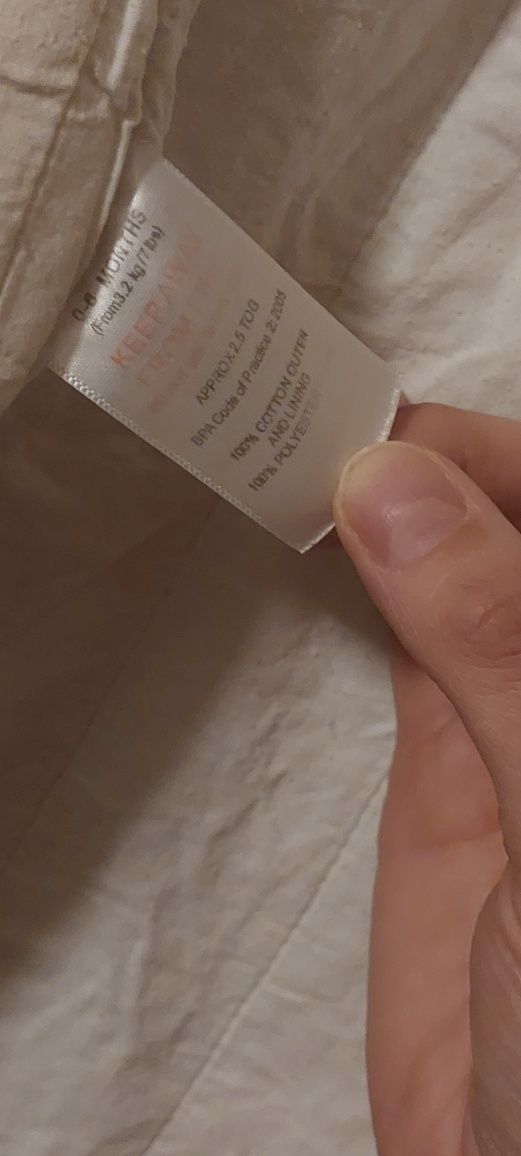 0-6 MONTHS
(From3.2 kg/7 lbs)
KEEP AWAY
FROM
APPROX 2.5 TOG
BPA Code of Practice 2: 2005
100% COTTON OUTER
AND LINING
100% POLYESTER